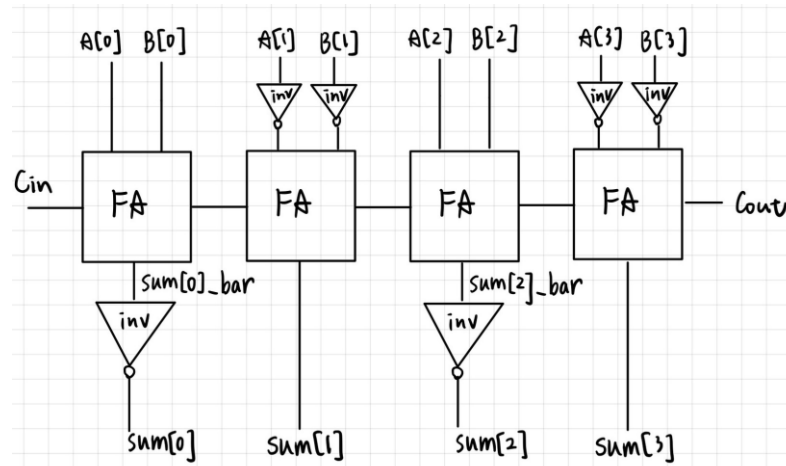 A[0] B[0] A[1] B[1] A[2] B[2] A[3] B[3]
inv inv inv inv
Cin FA FA FA FA Cout
sum[0]_bar sum[2]_bar
inv inv
sum[0] sum[1] sum[2] sum[3]